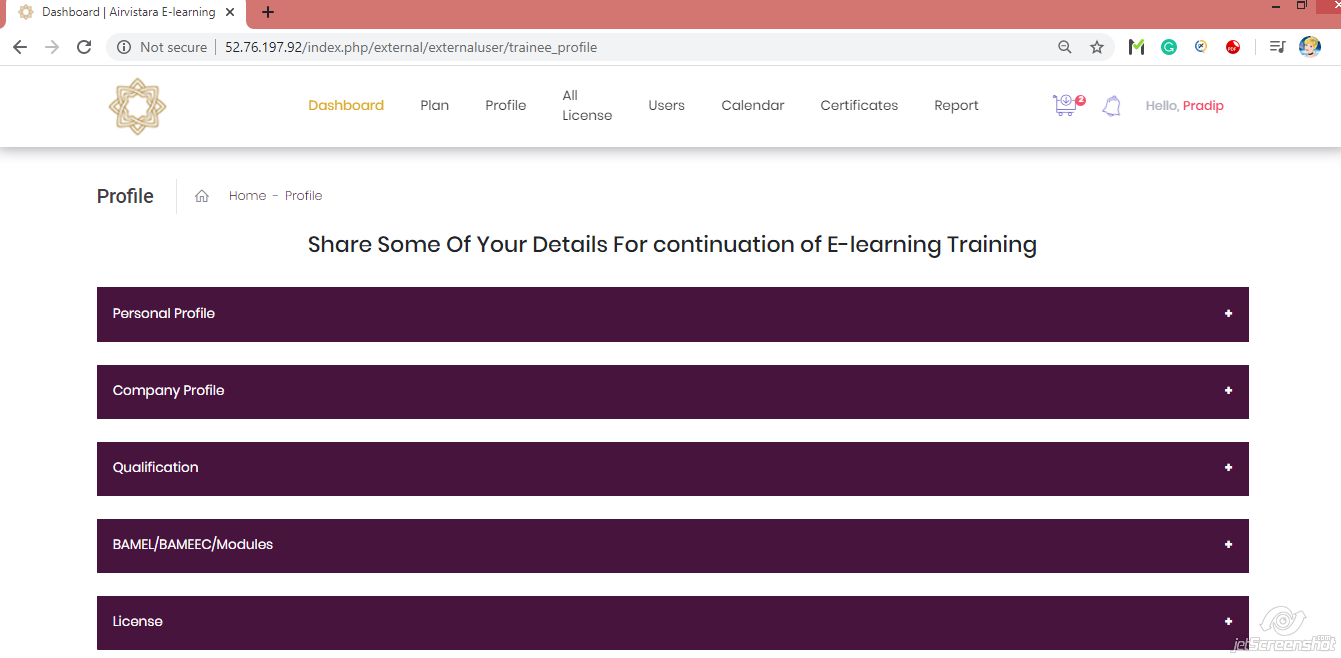 Dashboard | Airvistara E-learning
Not secure | 52.76.197.92/index.php/external/externaluser/trainee_profile
Dashboard Plan Profile All License Users Calendar Certificates Report 2 Hello, Pradip
Profile Home - Profile
Share Some Of Your Details For continuation of E-learning Training
Personal Profile +
Company Profile +
Qualification +
BAMEL/BAMEEC/Modules +
License +
jetScreenshot.com